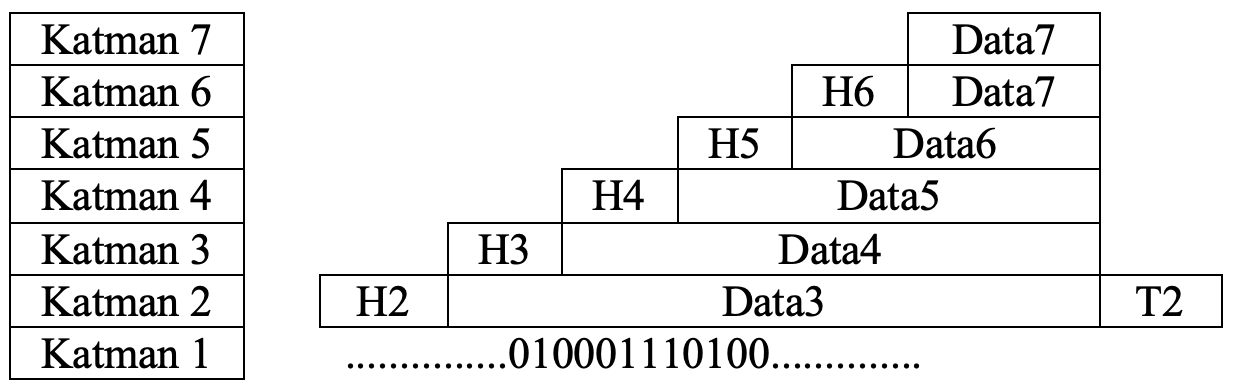 Katman 7 Data7
Katman 6 H6 Data7
Katman 5 H5 Data6
Katman 4 H4 Data5
Katman 3 H3 Data4
Katman 2 H2 Data3 T2
Katman 1 ...............010001110100..............